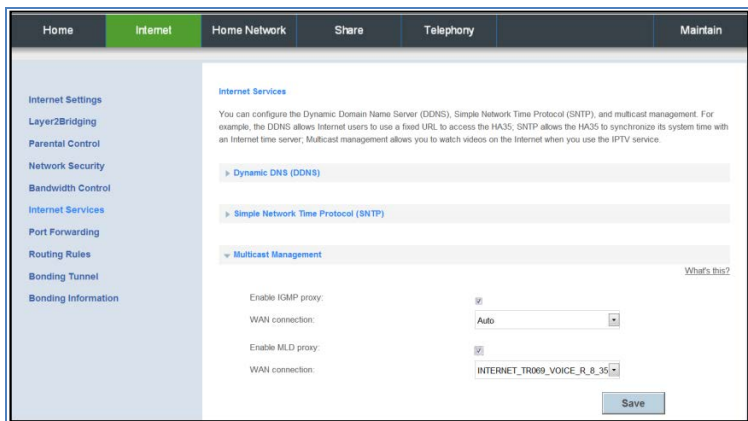 Home Internet Home Network Share Telephony Maintain
Internet Settings
Layer2Bridging
Parental Control
Network Security
Bandwidth Control
Internet Services
Port Forwarding
Routing Rules
Bonding Tunnel
Bonding Information
Internet Services
You can configure the Dynamic Domain Name Server (DDNS), Simple Network Time Protocol (SNTP), and multicast management. For
example, the DDNS allows Internet users to use a fixed URL to access the HA35; SNTP allows the HA35 to synchronize its system time with
an Internet time server; Multicast management allows you to watch videos on the Internet when you use the IPTV service.
Dynamic DNS (DDNS)
Simple Network Time Protocol (SNTP)
Multicast Management
What's this?
Enable IGMP proxy:
WAN connection: Auto
Enable MLD proxy:
WAN connection: INTERNET_TR069_VOICE_R_8_35
Save